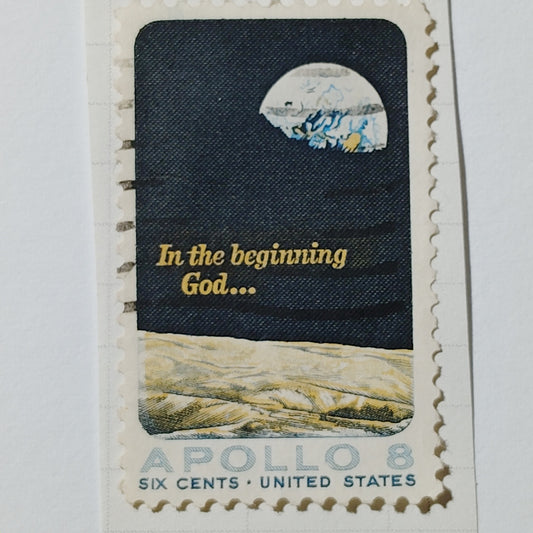 In the beginning
God...
APOLLO 8
SIX CENTS · UNITED STATES